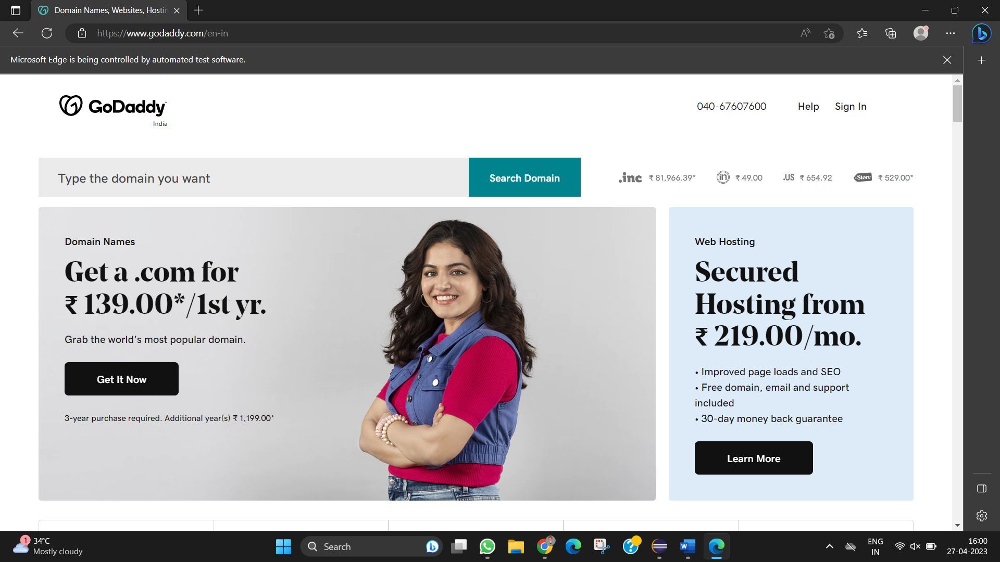 Domain Names, Websites, Hostin
https://www.godaddy.com/en-in
Microsoft Edge is being controlled by automated test software.
GoDaddy
India
040-67607600 Help Sign In
Type the domain you want
Search Domain
.inc ₹ 81,966.39*
in ₹ 49.00
.US ₹ 654.92
.Store ₹ 529.00*
Domain Names
Get a .com for
₹ 139.00*/1st yr.
Grab the world's most popular domain.
Get It Now
3-year purchase required. Additional year(s) ₹ 1,199.00*
Web Hosting
Secured
Hosting from
₹ 219.00/mo.
• Improved page loads and SEO
• Free domain, email and support
included
• 30-day money back guarantee
Learn More
1
34°C
Mostly cloudy
Search
ENG
IN
16:00
27-04-2023